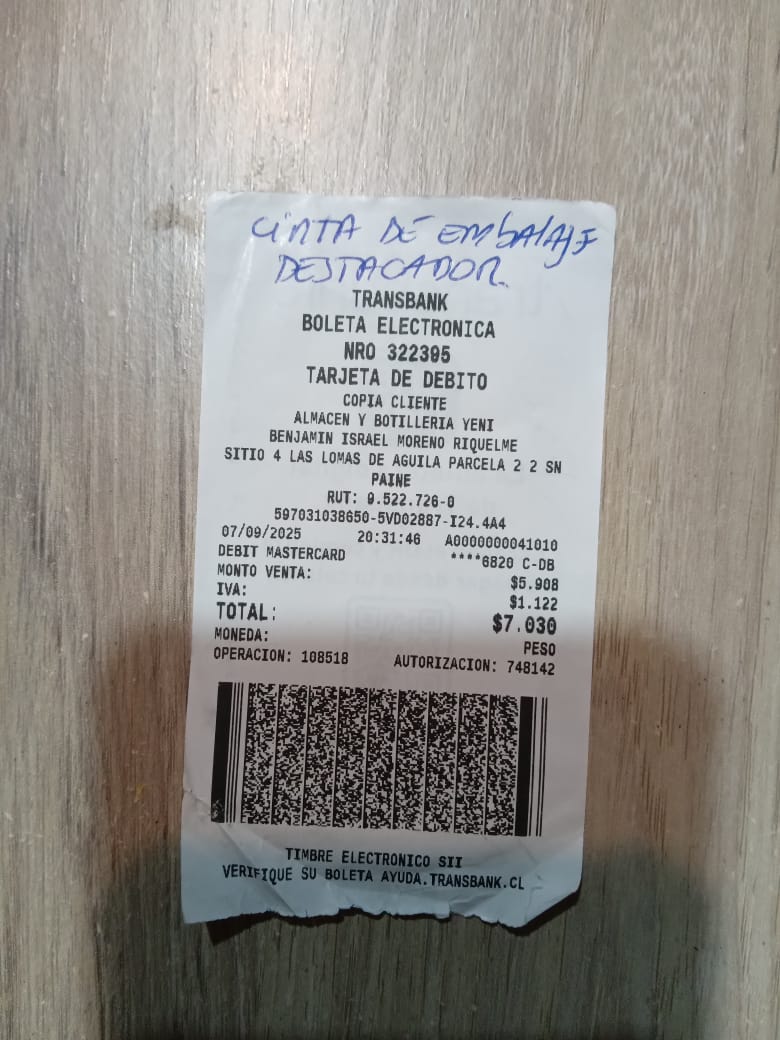 CINTA DE EMBALAJE
DESTACADOR.
TRANSBANK
BOLETA ELECTRONICA
NRO 322395
TARJETA DE DEBITO
COPIA CLIENTE
ALMACEN Y BOTILLERIA YENI
BENJAMIN ISRAEL MORENO RIQUELME
SITIO 4 LAS LOMAS DE AGUILA PARCELA 2 2 SN
PAINE
RUT: 9.522.726-0
597031038650-5VD02887-I24.4A4
07/09/2025 20:31:46 A0000000041010
DEBIT MASTERCARD ****6820 C-DB
MONTO VENTA: $5.908
IVA: $1.122
TOTAL: $7.030
MONEDA: PESO
OPERACION: 108518 AUTORIZACION: 748142
TIMBRE ELECTRONICO SII
VERIFIQUE SU BOLETA AYUDA.TRANSBANK.CL